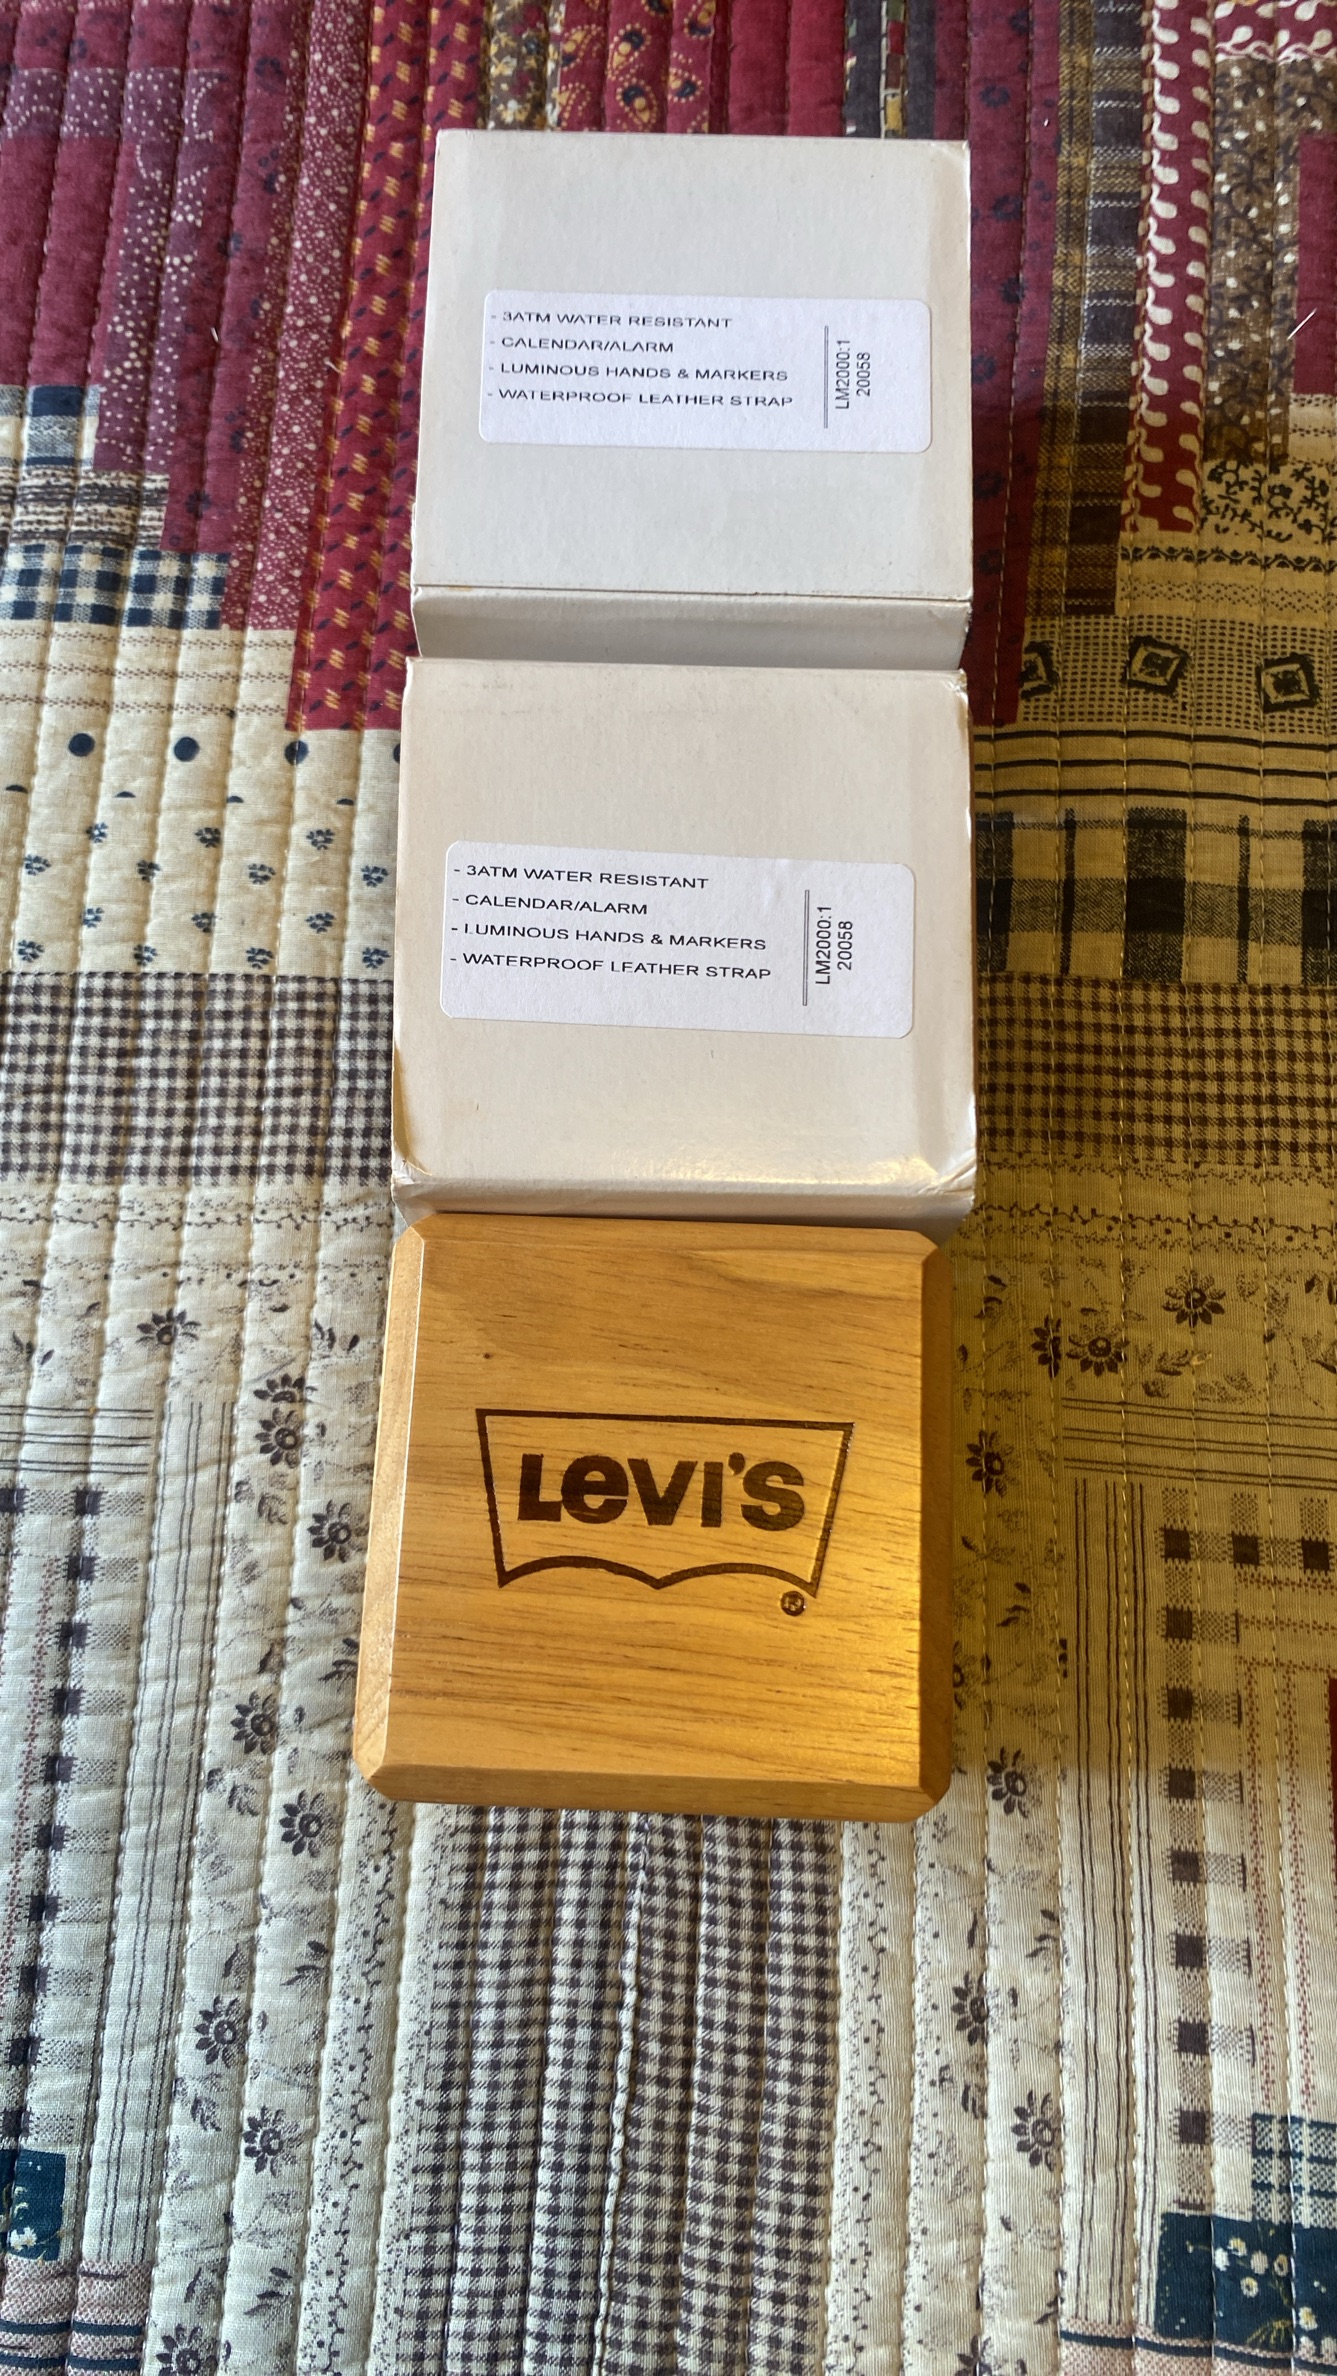 - 3ATM WATER RESISTANT
- CALENDAR/ALARM
- LUMINOUS HANDS & MARKERS
- WATERPROOF LEATHER STRAP
LM2000:1
20058
- 3ATM WATER RESISTANT
- CALENDAR/ALARM
- LUMINOUS HANDS & MARKERS
- WATERPROOF LEATHER STRAP
LM2000:1
20058
Levi's
®